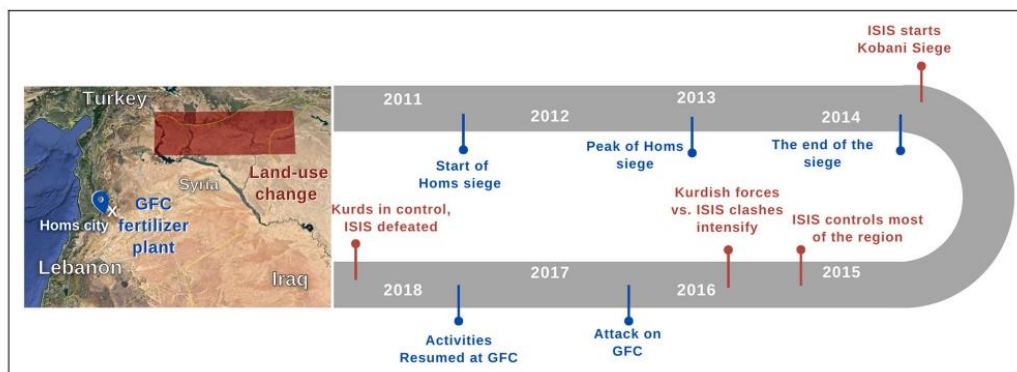 ISIS starts
Kobani Siege
2011
2012
2013
2014
Start of
Homs siege
Peak of Homs
siege
The end of the
siege
Turkey
Syria
Land-use
change
GFC
fertilizer
plant
Homs city
X
Lebanon
Iraq
Kurds in control,
ISIS defeated
Kurdish forces
vs. ISIS clashes
intensify
ISIS controls most
of the region
2018
2017
2016
2015
Activities
Resumed at GFC
Attack on
GFC